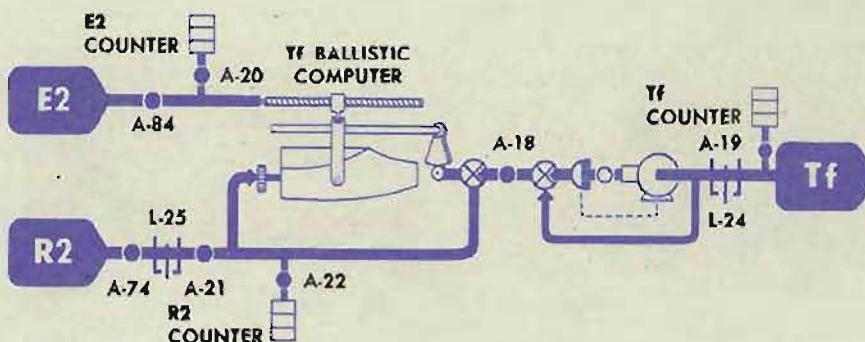 E2
COUNTER
A-20
Tf BALLISTIC
COMPUTER
E2
A-84
Tf
COUNTER
A-18
A-19
Tf
L-24
L-25
R2
A-74
A-21
A-22
R2
COUNTER